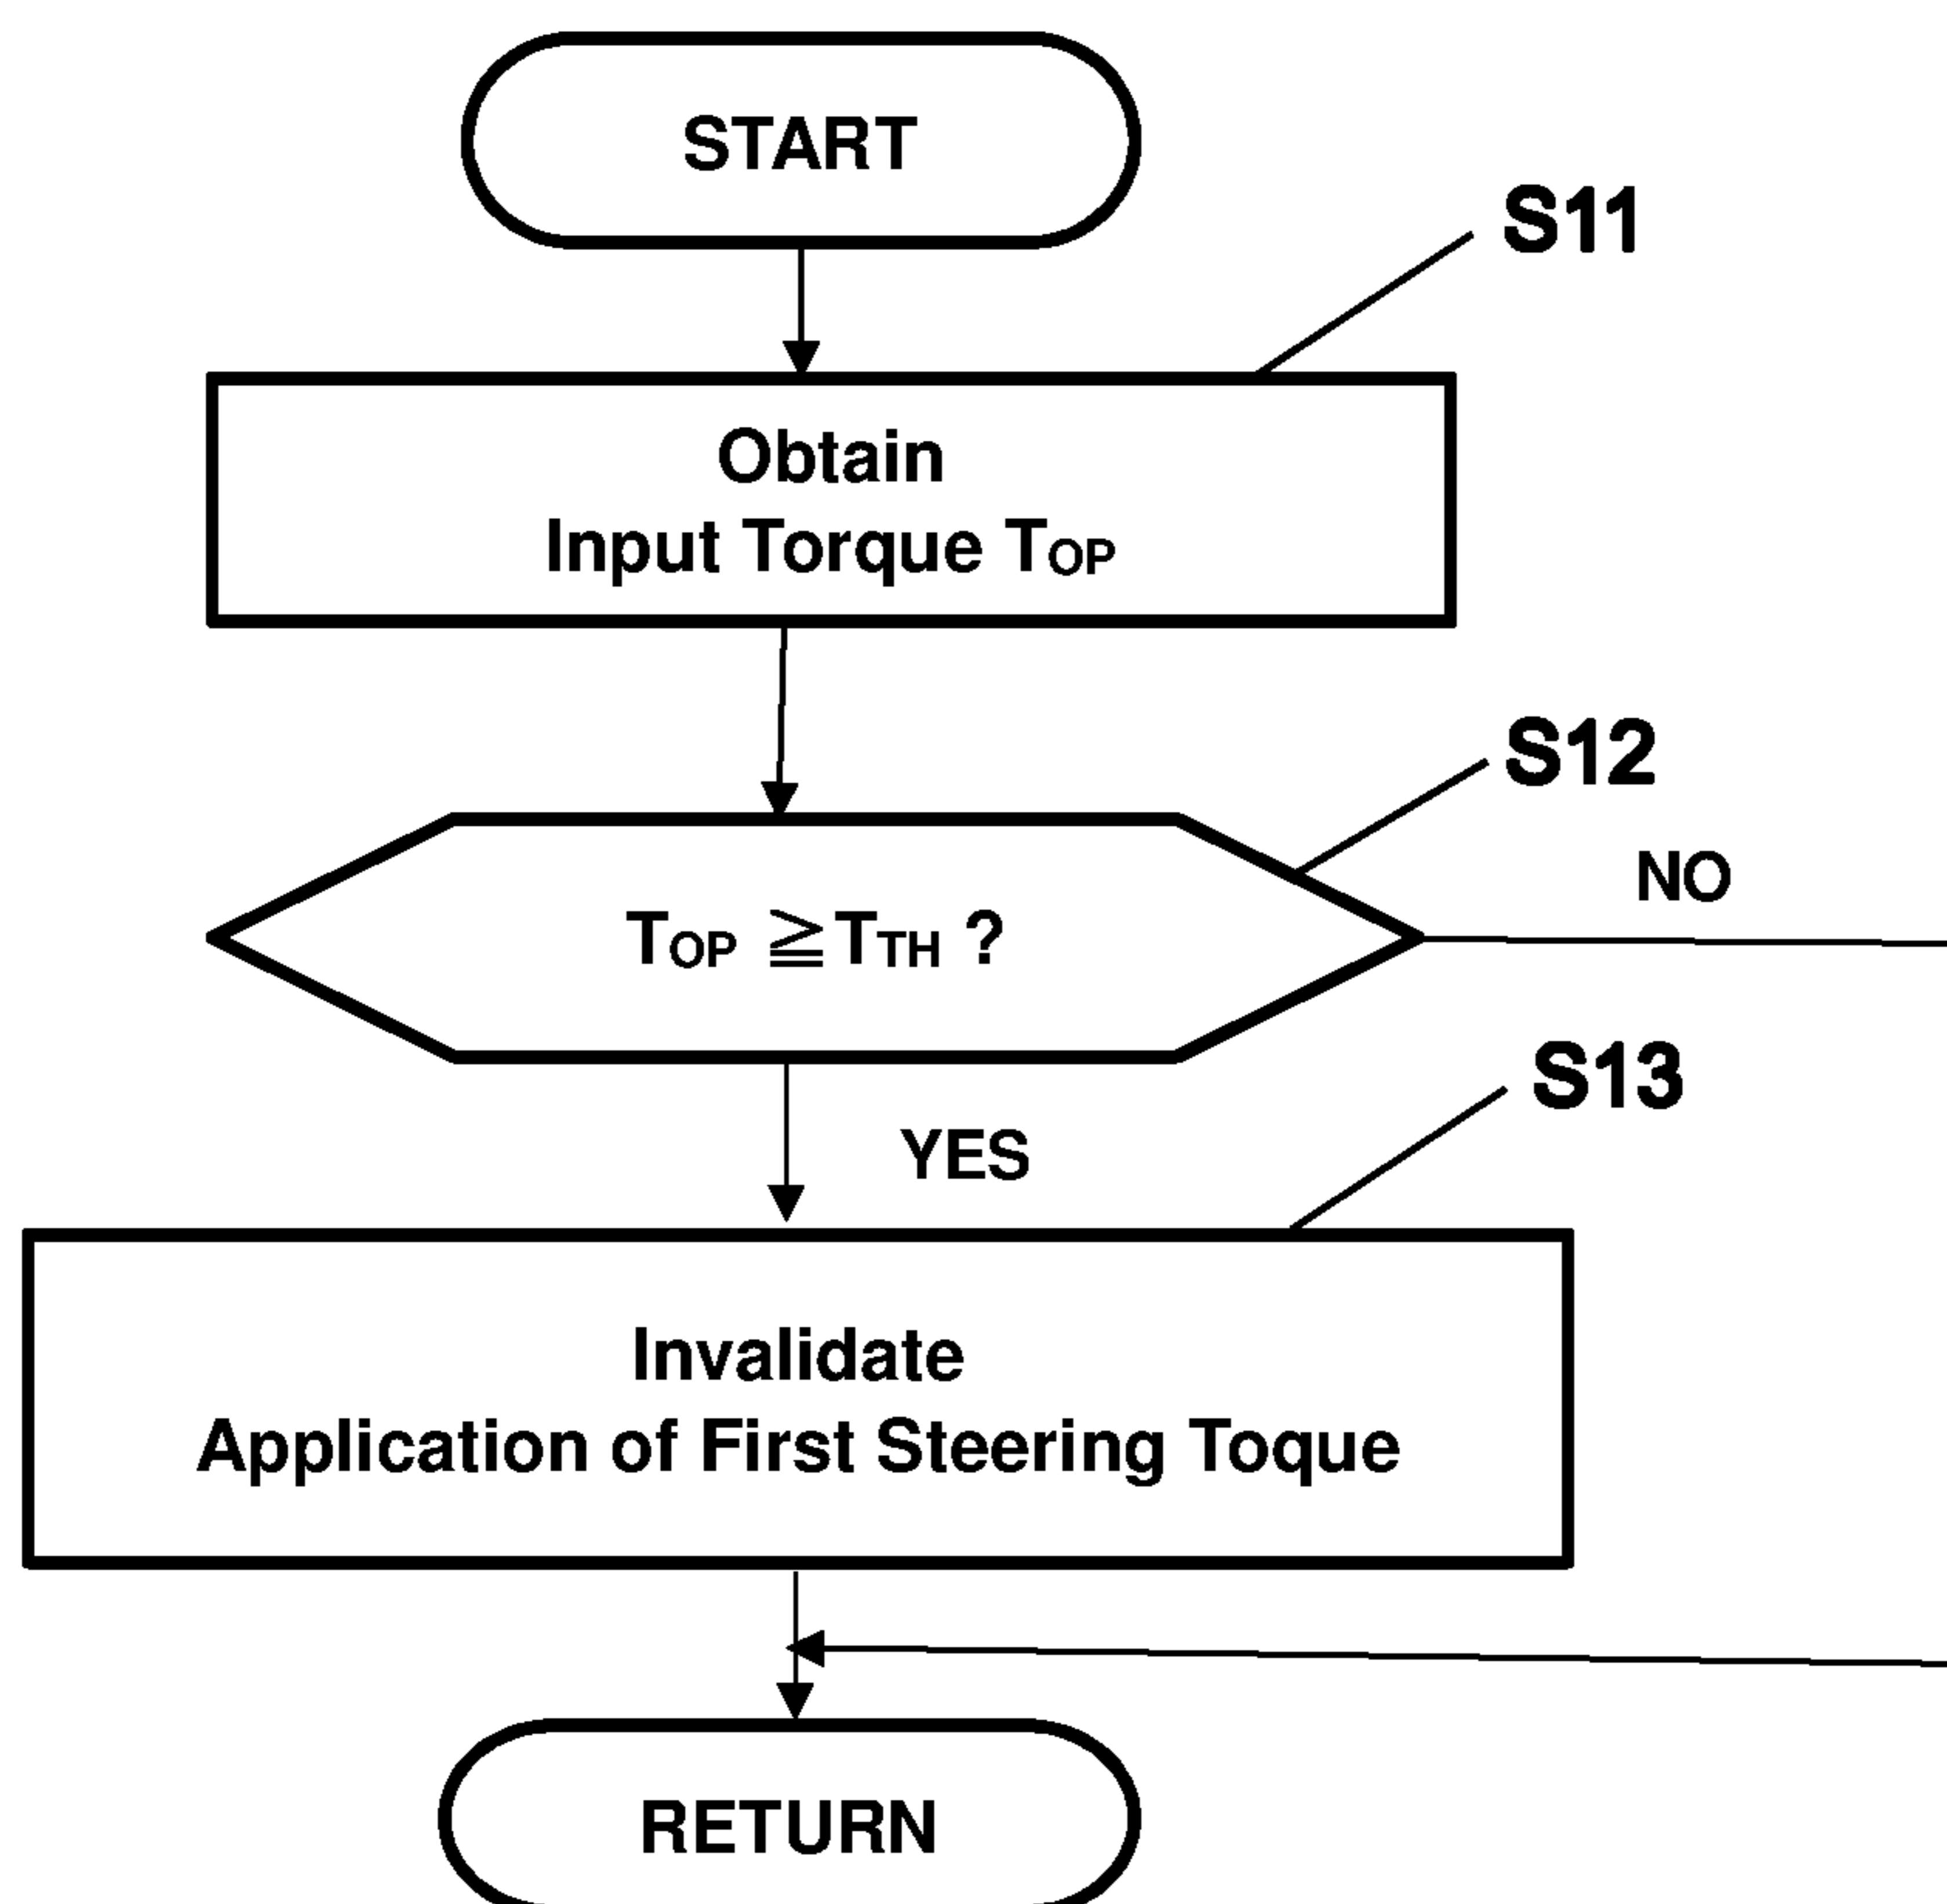 START
S11
Obtain
Input Torque TOP
S12
NO
TOP ≧ TTH ?
S13
YES
Invalidate
Application of First Steering Toque
RETURN